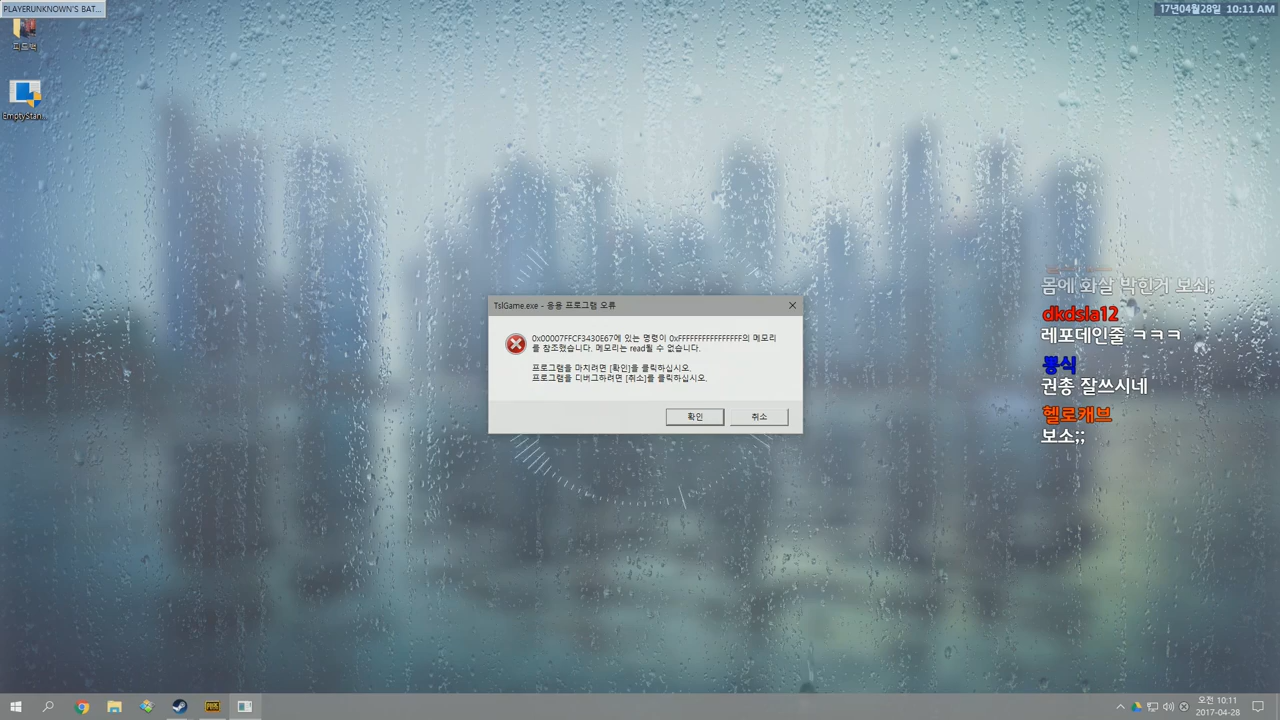 PLAYERUNKNOWN'S BAT...
17년04월28일 10:11 AM
피드백
EmptyStan...
TslGame.exe - 응용 프로그램 오류
0x00007FFCF3430E67에 있는 명령이 0xFFFFFFFFFFFFFFFF의 메모리
를 참조했습니다. 메모리는 read될 수 없습니다.
프로그램을 마치려면 [확인]을 클릭하십시오.
프로그램을 디버그하려면 [취소]를 클릭하십시오.
확인
취소
몸에 화살 박힌거 보쇠;
dkdsla12
레포데인줄 ㅋㅋㅋ
뿡식
권총 잘쓰시네
헬로캐브
보소;;
오전 10:11
2017-04-28